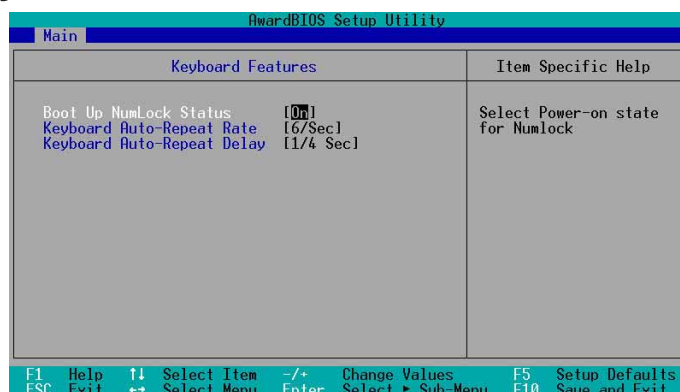 AwardBIOS Setup Utility
Main
Keyboard Features
Item Specific Help
Boot Up NumLock Status [On]
Keyboard Auto-Repeat Rate [6/Sec]
Keyboard Auto-Repeat Delay [1/4 Sec]
Select Power-on state
for Numlock
F1 Help ↑↓ Select Item -/+ Change Values F5 Setup Defaults
ESC Exit ←→ Select Menu Enter Select ► Sub-Menu F10 Save and Exit